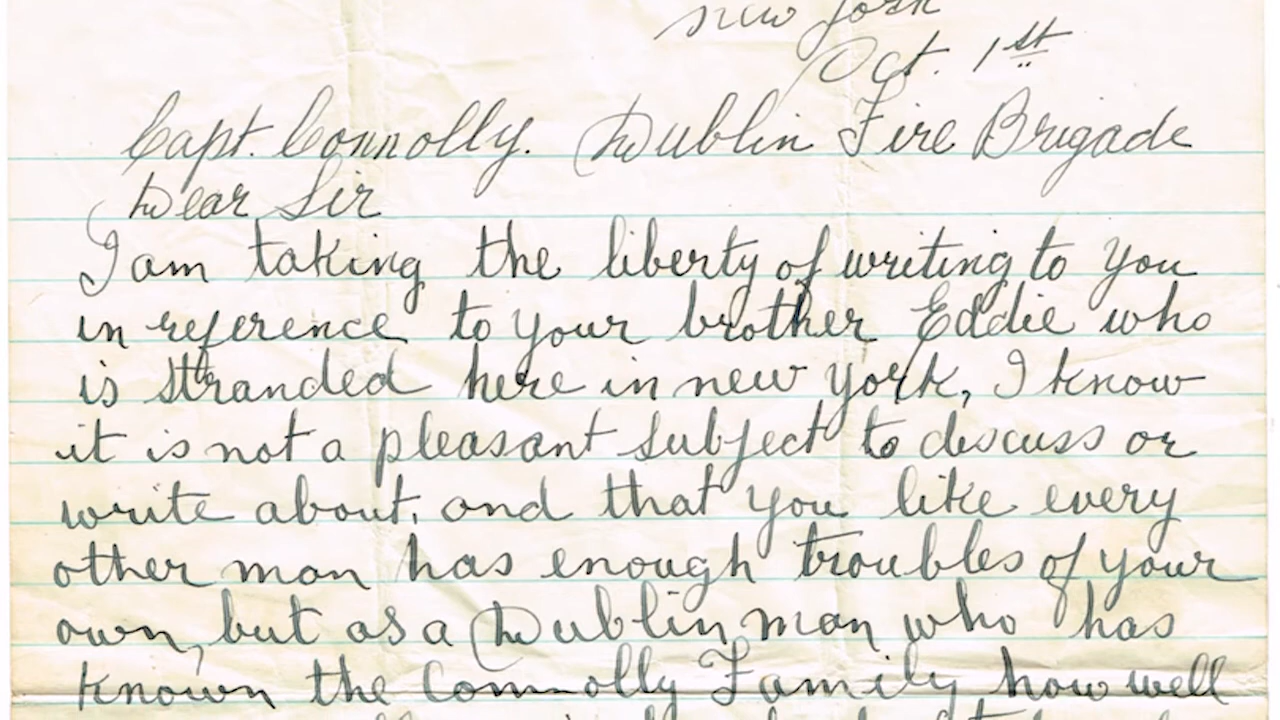 New York
Oct. 1st
Capt. Connolly. Dublin Fire Brigade
Dear Sir
I am taking the liberty of writing to you
in reference to your brother Eddie who
is stranded here in new york, I know
it is not a pleasant subject to discuss or
write about, and that you like every
other man has enough troubles of your
own, but as a Dublin man who has
known the Connolly Family how well